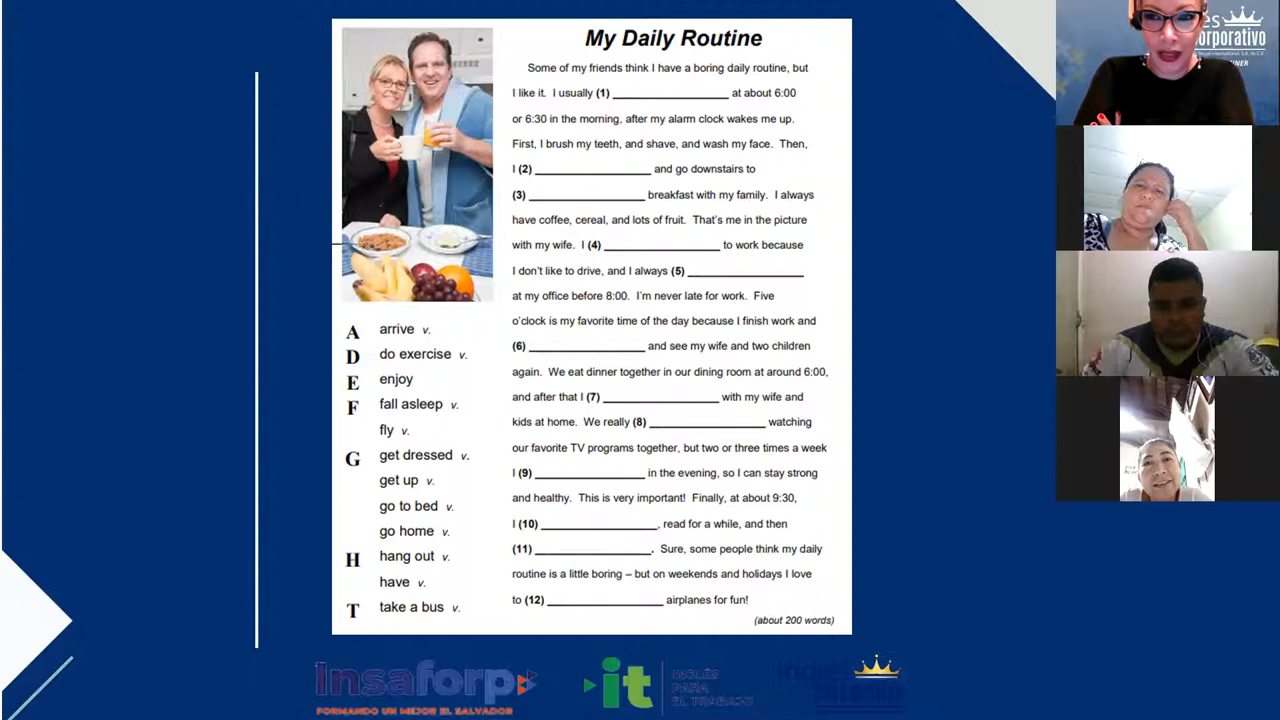 My Daily Routine
Some of my friends think I have a boring daily routine, but
I like it. I usually (1) ____________________ at about 6:00
or 6:30 in the morning, after my alarm clock wakes me up.
First, I brush my teeth, and shave, and wash my face. Then,
I (2) ____________________ and go downstairs to
(3) ____________________ breakfast with my family. I always
have coffee, cereal, and lots of fruit. That's me in the picture
with my wife. I (4) ____________________ to work because
I don't like to drive, and I always (5) ____________________
at my office before 8:00. I'm never late for work. Five
o'clock is my favorite time of the day because I finish work and
(6) ____________________ and see my wife and two children
again. We eat dinner together in our dining room at around 6:00,
and after that I (7) ____________________ with my wife and
kids at home. We really (8) ____________________ watching
our favorite TV programs together, but two or three times a week
I (9) ____________________ in the evening, so I can stay strong
and healthy. This is very important! Finally, at about 9:30,
I (10) ____________________, read for a while, and then
(11) ____________________. Sure, some people think my daily
routine is a little boring – but on weekends and holidays I love
to (12) ____________________ airplanes for fun!
(about 200 words)
A arrive v.
D do exercise v.
E enjoy
F fall asleep v.
fly v.
G get dressed v.
get up v.
go to bed v.
go home v.
H hang out v.
have v.
T take a bus v.
Insaforp
FORMANDO UN MEJOR EL SALVADOR
it
INGLÉS
PARA
EL TRABAJO